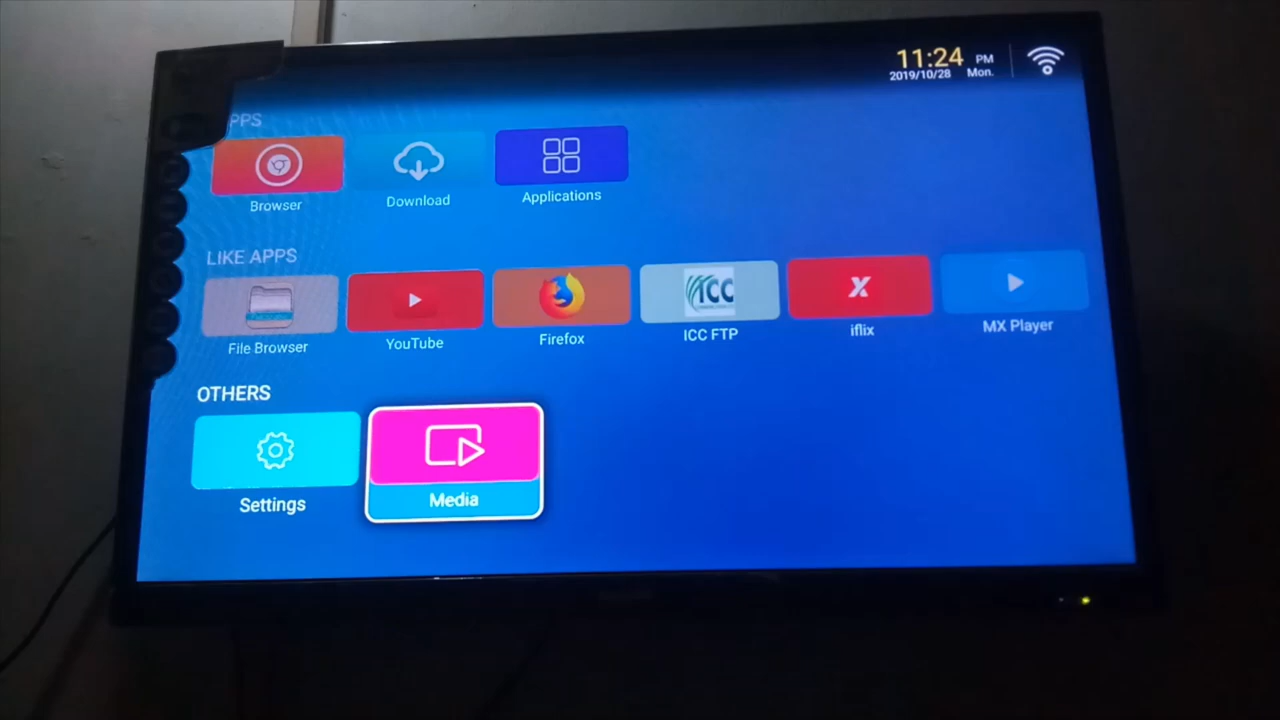 11:24 PM
2019/10/28 Mon.
PPS
Browser
Download
Applications
LIKE APPS
ICC
File Browser
YouTube
Firefox
ICC FTP
iflix
MX Player
OTHERS
Settings
Media